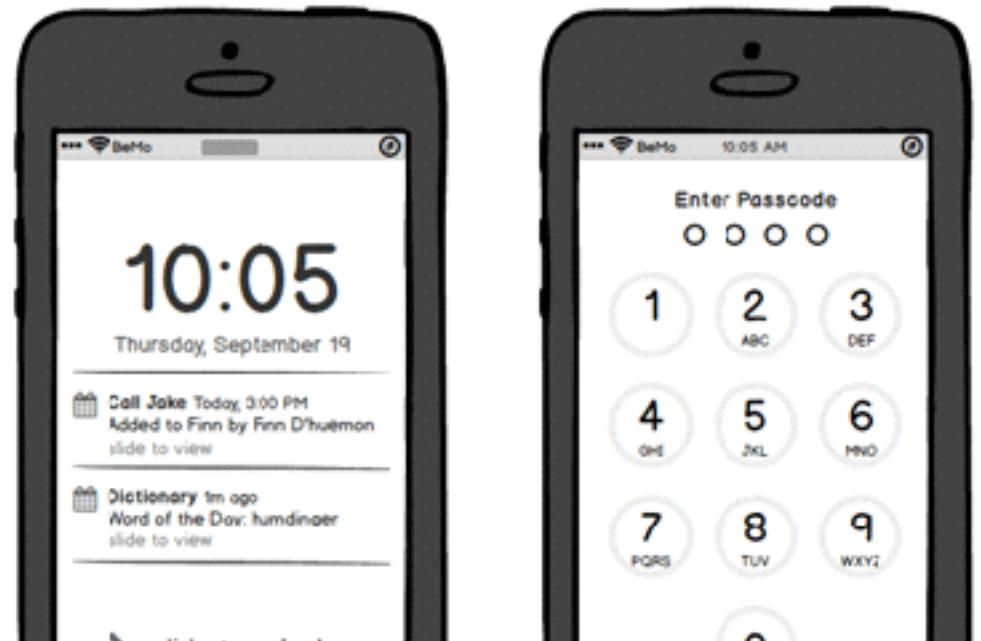 BeMo
10:05
Thursday, September 19
Call Jake Today, 3:00 PM
Added to Finn by Finn D'huemon
slide to view
Dictionary 1m ago
Word of the Day: humdinger
slide to view
BeMo 10:05 AM
Enter Passcode
1 2 3
ABC DEF
4 5 6
GHI JKL MNO
7 8 9
PQRS TUV WXYZ